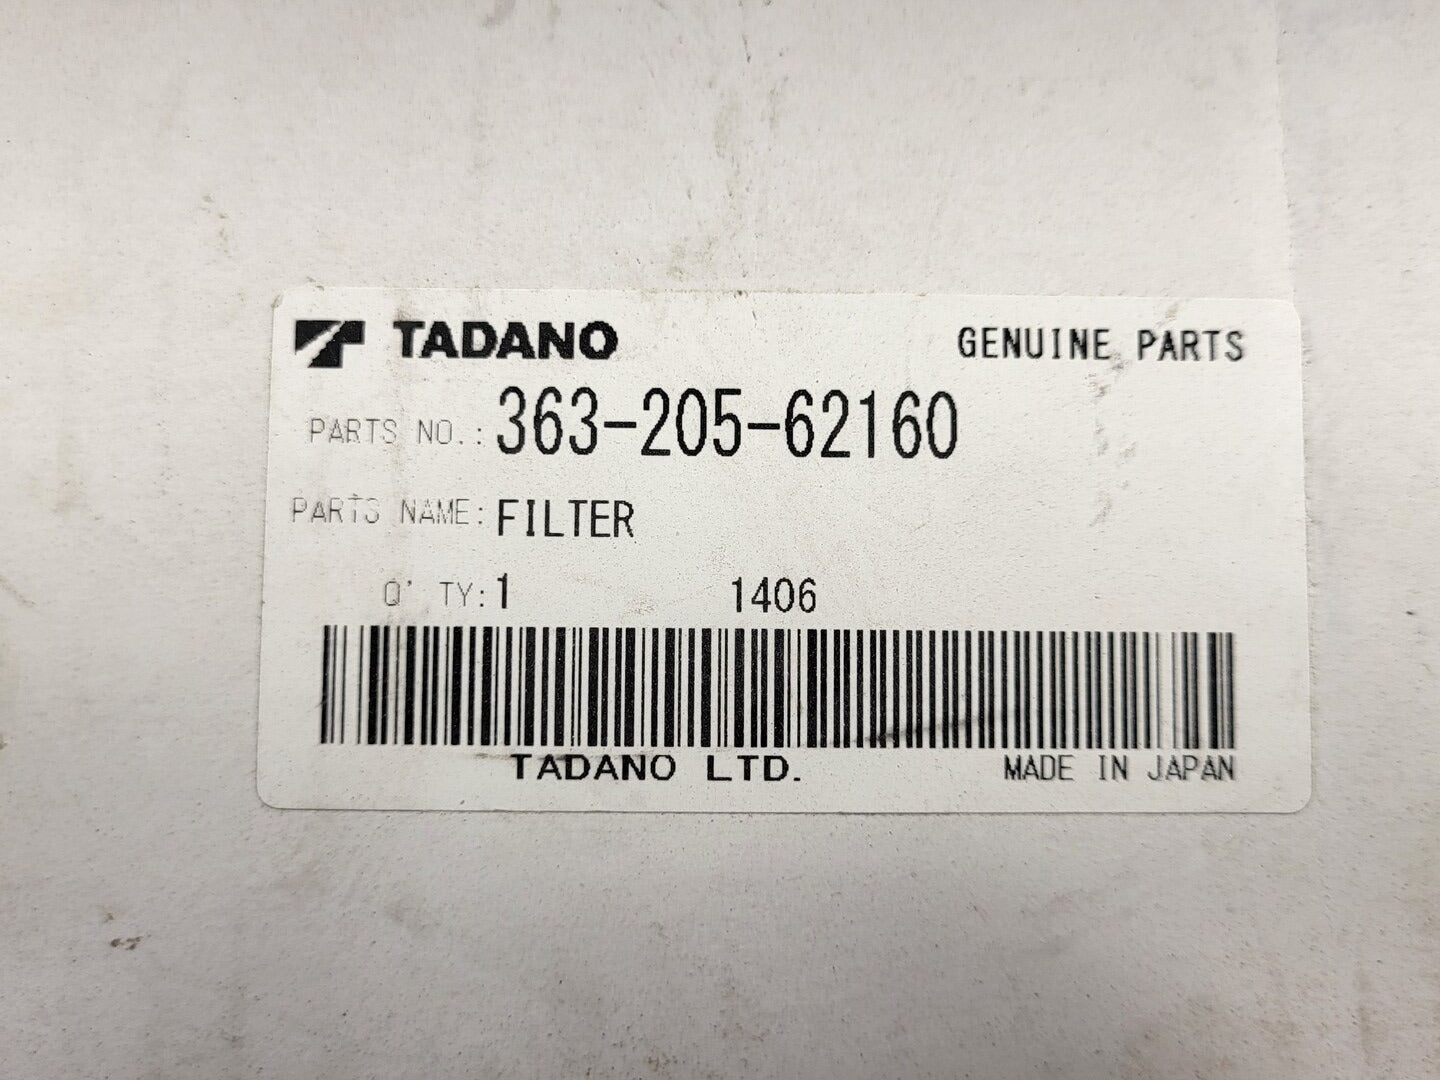 TADANO GENUINE PARTS
PARTS NO.: 363-205-62160
PARTS NAME: FILTER
Q' TY: 1 1406
TADANO LTD. MADE IN JAPAN